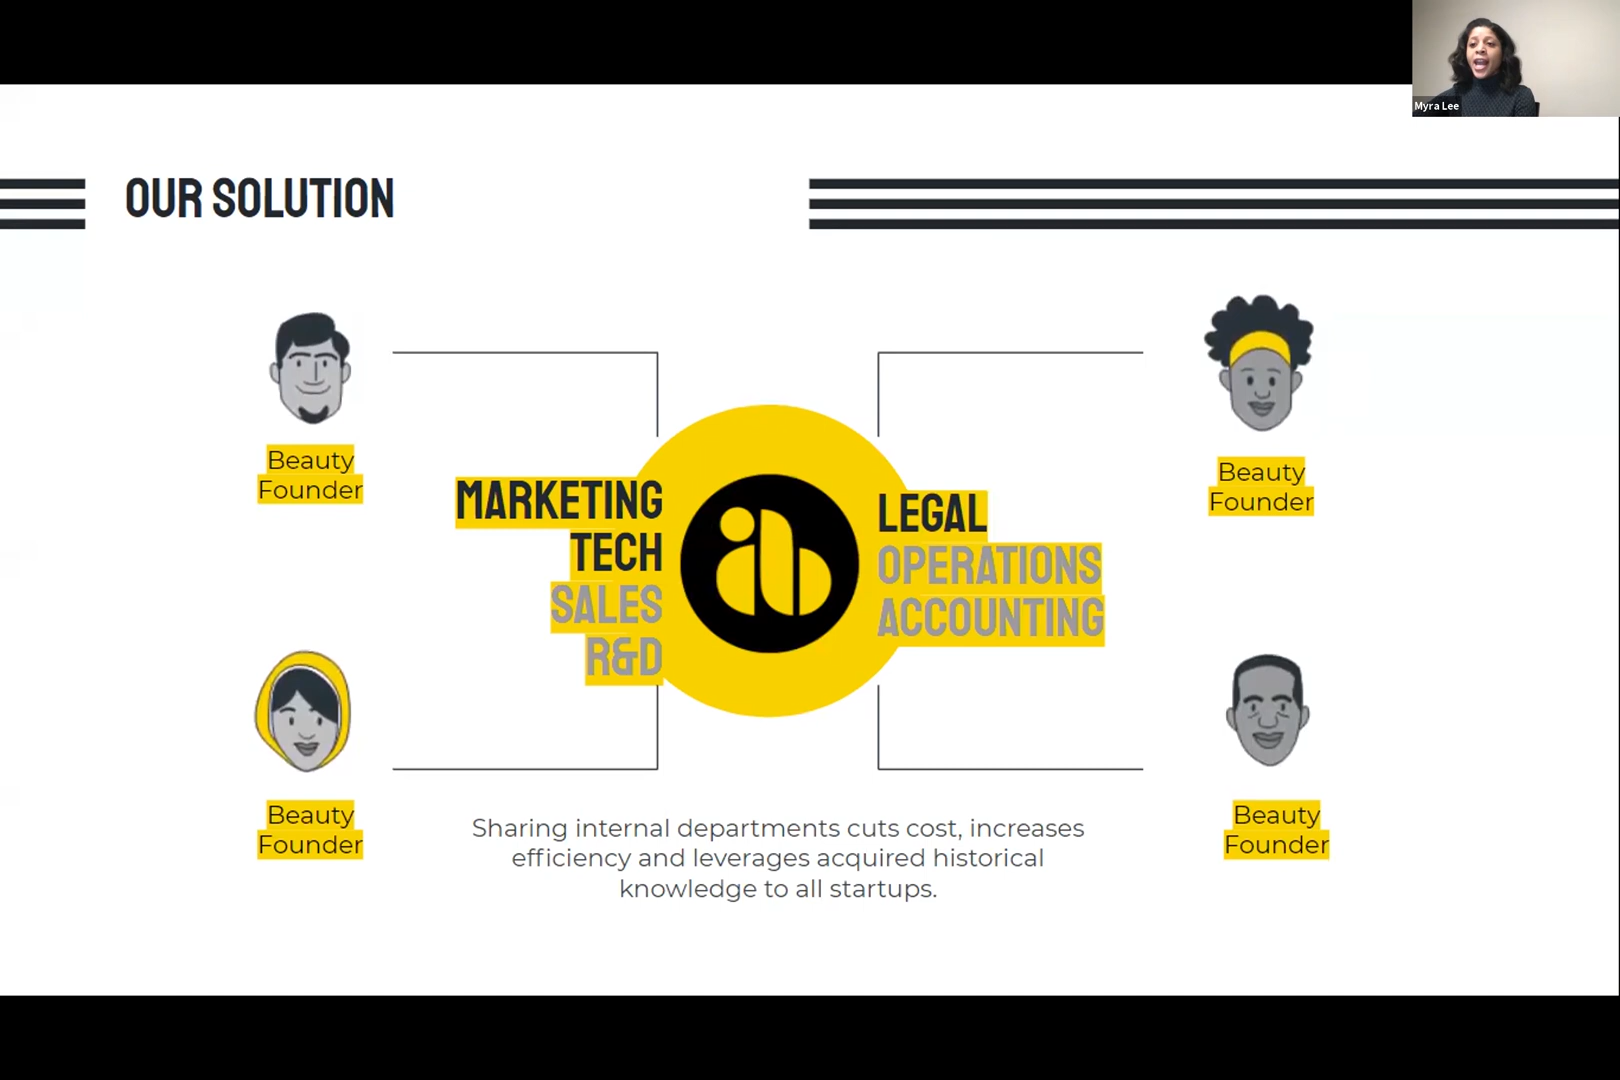 Myra Lee
OUR SOLUTION
Beauty
Founder
Beauty
Founder
MARKETING
TECH
SALES
R&D
LEGAL
OPERATIONS
ACCOUNTING
Beauty
Founder
Beauty
Founder
Sharing internal departments cuts cost, increases
efficiency and leverages acquired historical
knowledge to all startups.